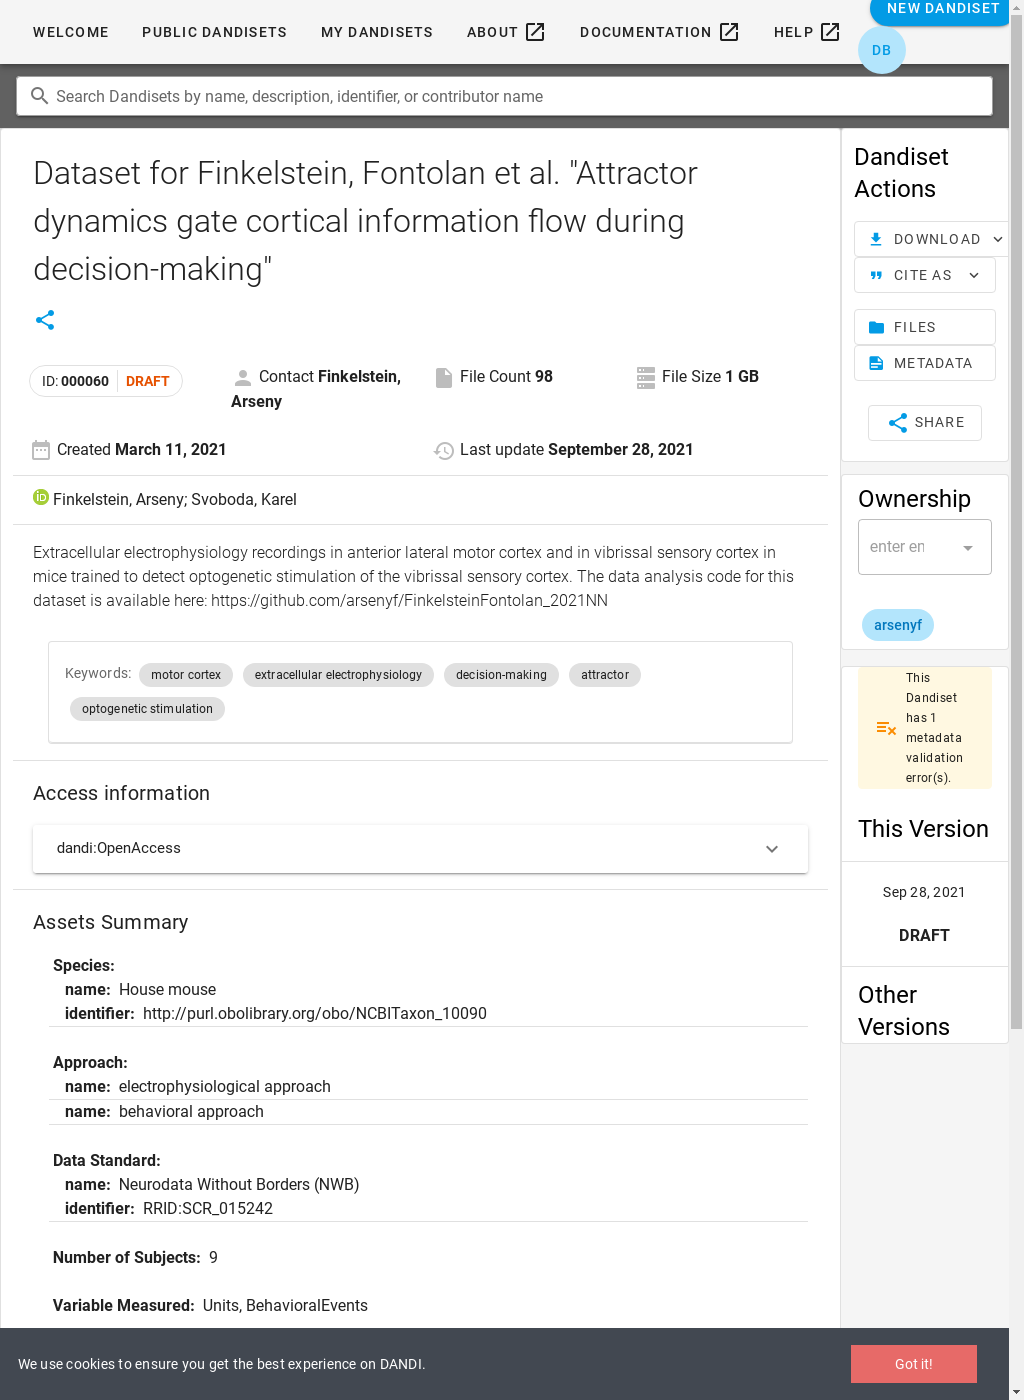 WELCOME PUBLIC DANDISETS MY DANDISETS ABOUT DOCUMENTATION HELP
NEW DANDISET
DB
Search Dandisets by name, description, identifier, or contributor name
Dataset for Finkelstein, Fontolan et al. "Attractor
dynamics gate cortical information flow during
decision-making"
ID: 000060 DRAFT
Contact Finkelstein,
Arseny
File Count 98
File Size 1 GB
Created March 11, 2021
Last update September 28, 2021
iD Finkelstein, Arseny; Svoboda, Karel
Extracellular electrophysiology recordings in anterior lateral motor cortex and in vibrissal sensory cortex in
mice trained to detect optogenetic stimulation of the vibrissal sensory cortex. The data analysis code for this
dataset is available here: https://github.com/arsenyf/FinkelsteinFontolan_2021NN
Keywords: motor cortex extracellular electrophysiology decision-making attractor
optogenetic stimulation
Access information
dandi:OpenAccess
Assets Summary
Species:
name: House mouse
identifier: http://purl.obolibrary.org/obo/NCBITaxon_10090
Approach:
name: electrophysiological approach
name: behavioral approach
Data Standard:
name: Neurodata Without Borders (NWB)
identifier: RRID:SCR_015242
Number of Subjects: 9
Variable Measured: Units, BehavioralEvents
Dandiset
Actions
DOWNLOAD
CITE AS
FILES
METADATA
SHARE
Ownership
enter en
arsenyf
This
Dandiset
has 1
metadata
validation
error(s).
This Version
Sep 28, 2021
DRAFT
Other
Versions
We use cookies to ensure you get the best experience on DANDI.
Got it!